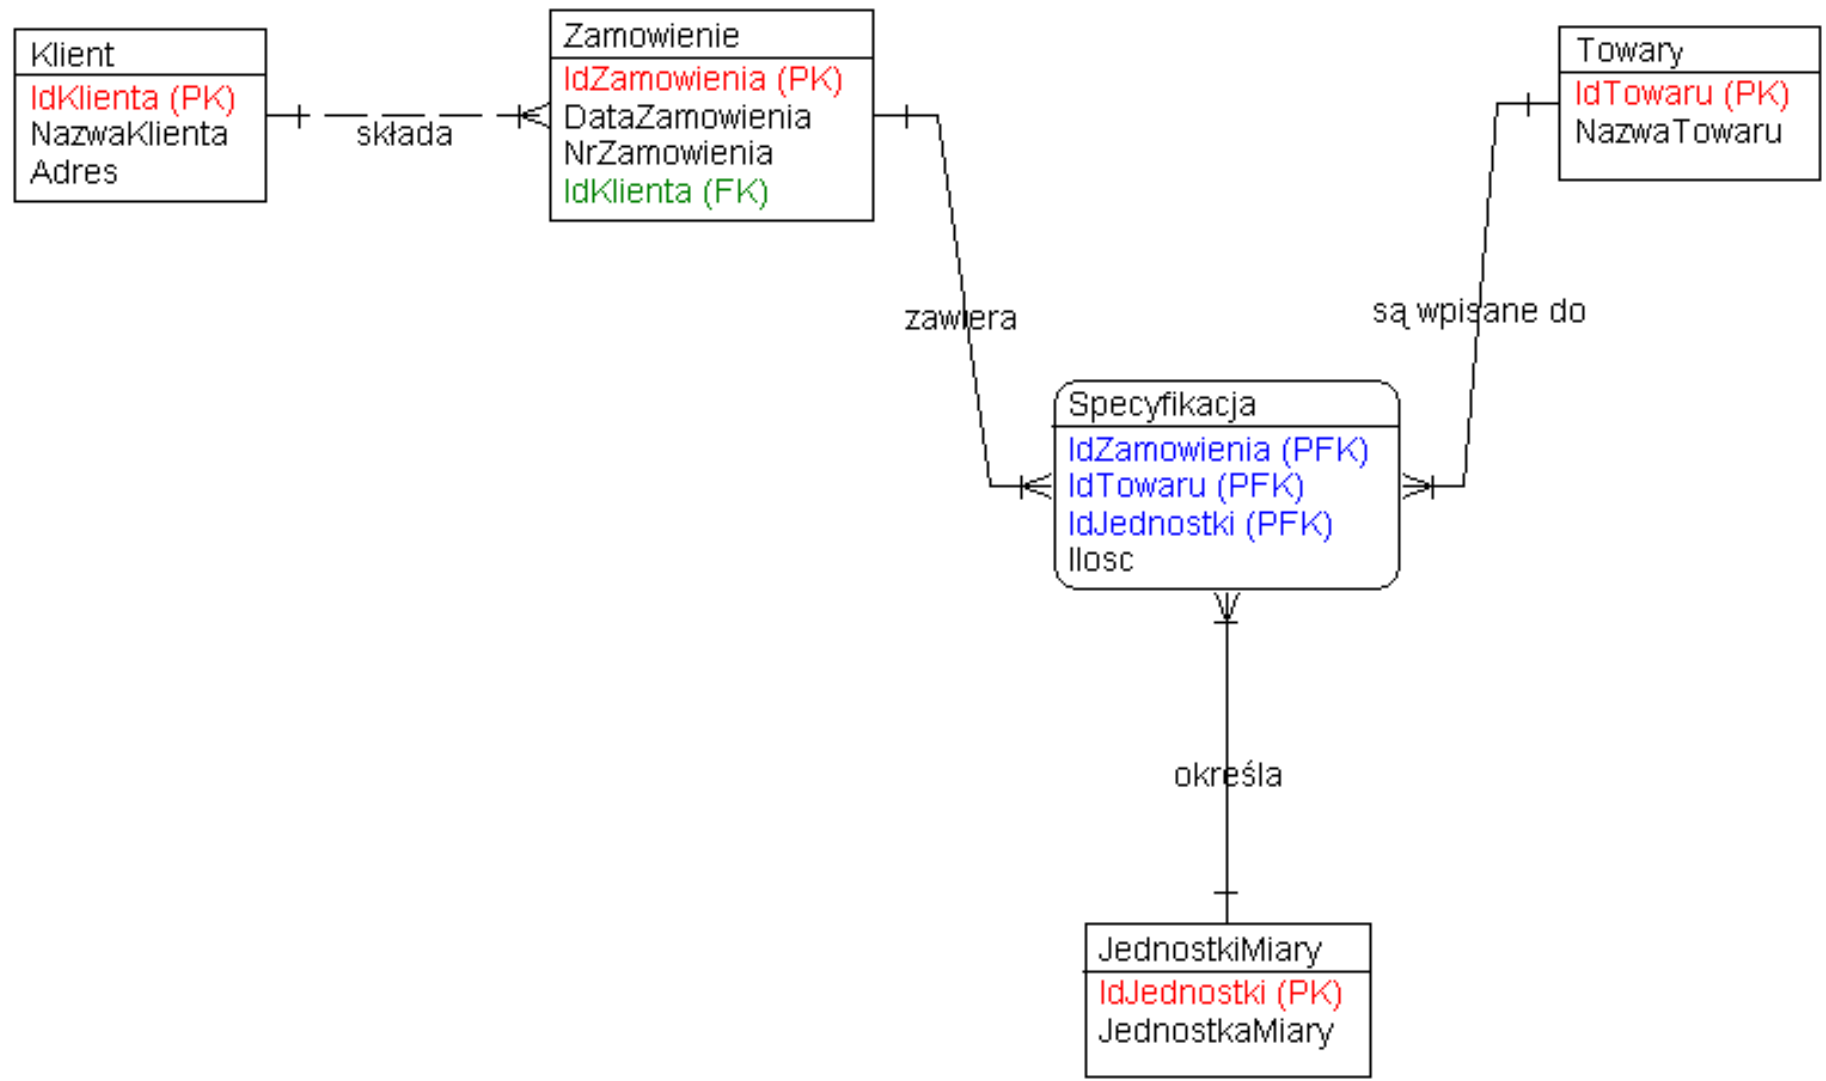 Klient
IdKlienta (PK)
NazwaKlienta
Adres
składa
Zamowienie
IdZamowienia (PK)
DataZamowienia
NrZamowienia
IdKlienta (FK)
Towary
IdTowaru (PK)
NazwaTowaru
zawiera
są wpisane do
Specyfikacja
IdZamowienia (PFK)
IdTowaru (PFK)
IdJednostki (PFK)
Ilosc
określa
JednostkiMiary
IdJednostki (PK)
JednostkaMiary